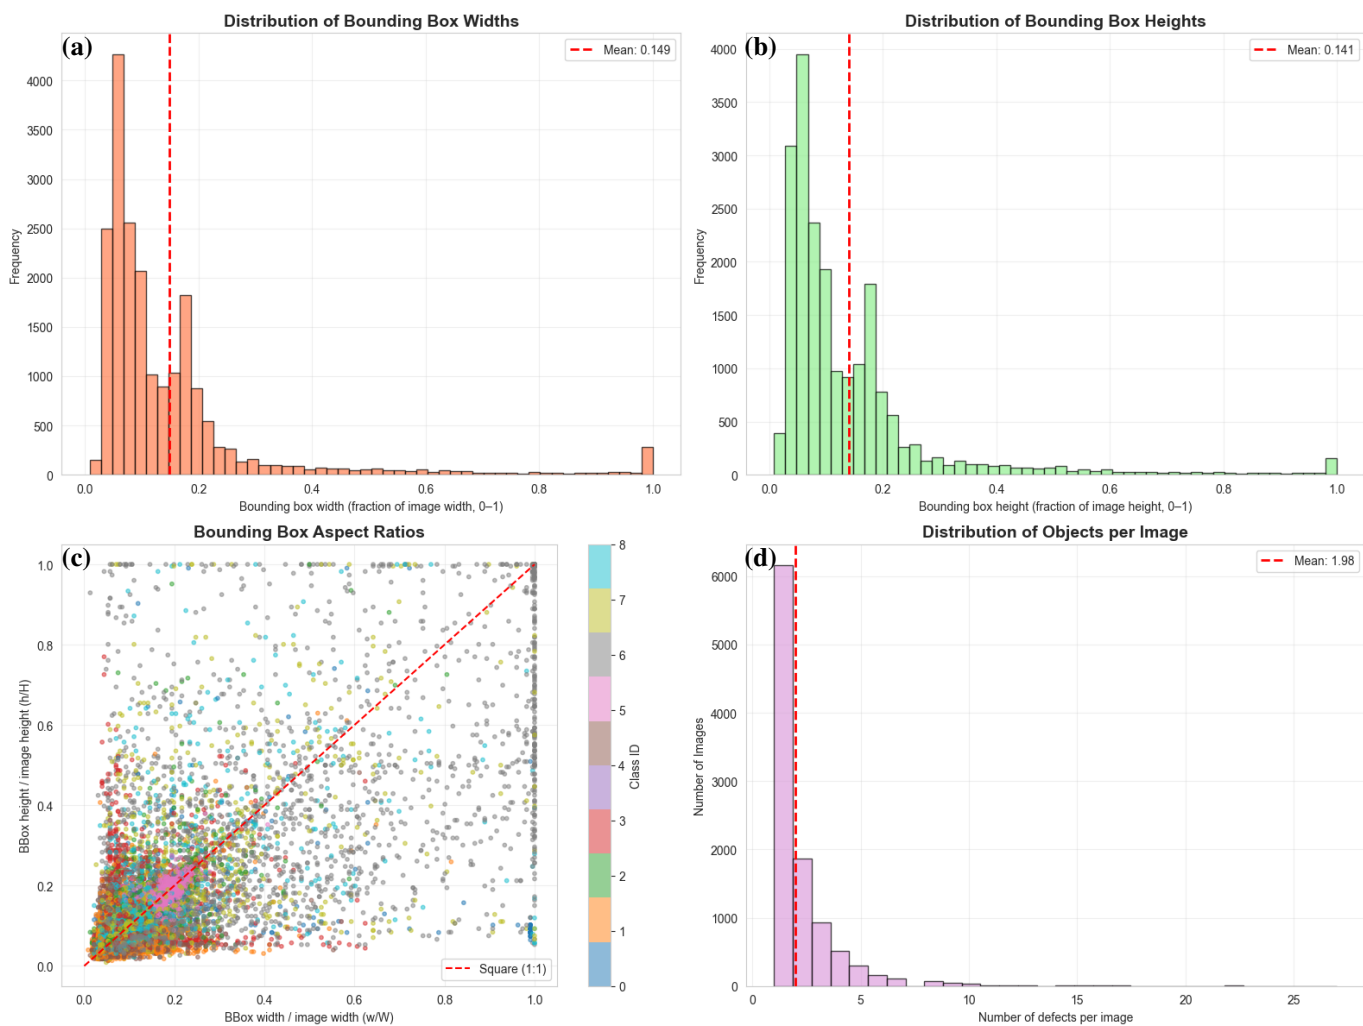 Distribution of Bounding Box Widths
(a)
Mean: 0.149
Frequency
4000
3500
3000
2500
2000
1500
1000
500
0
0.0 0.2 0.4 0.6 0.8 1.0
Bounding box width (fraction of image width, 0–1)
Distribution of Bounding Box Heights
(b)
Mean: 0.141
Frequency
4000
3500
3000
2500
2000
1500
1000
500
0
0.0 0.2 0.4 0.6 0.8 1.0
Bounding box height (fraction of image height, 0–1)
Bounding Box Aspect Ratios
(c)
BBox height / image height (h/H)
1.0
0.8
0.6
0.4
0.2
0.0
Square (1:1)
0.0 0.2 0.4 0.6 0.8 1.0
BBox width / image width (w/W)
8
7
6
5
4
3
2
1
0
Class ID
Distribution of Objects per Image
(d)
Mean: 1.98
Number of Images
6000
5000
4000
3000
2000
1000
0
0 5 10 15 20 25
Number of defects per image